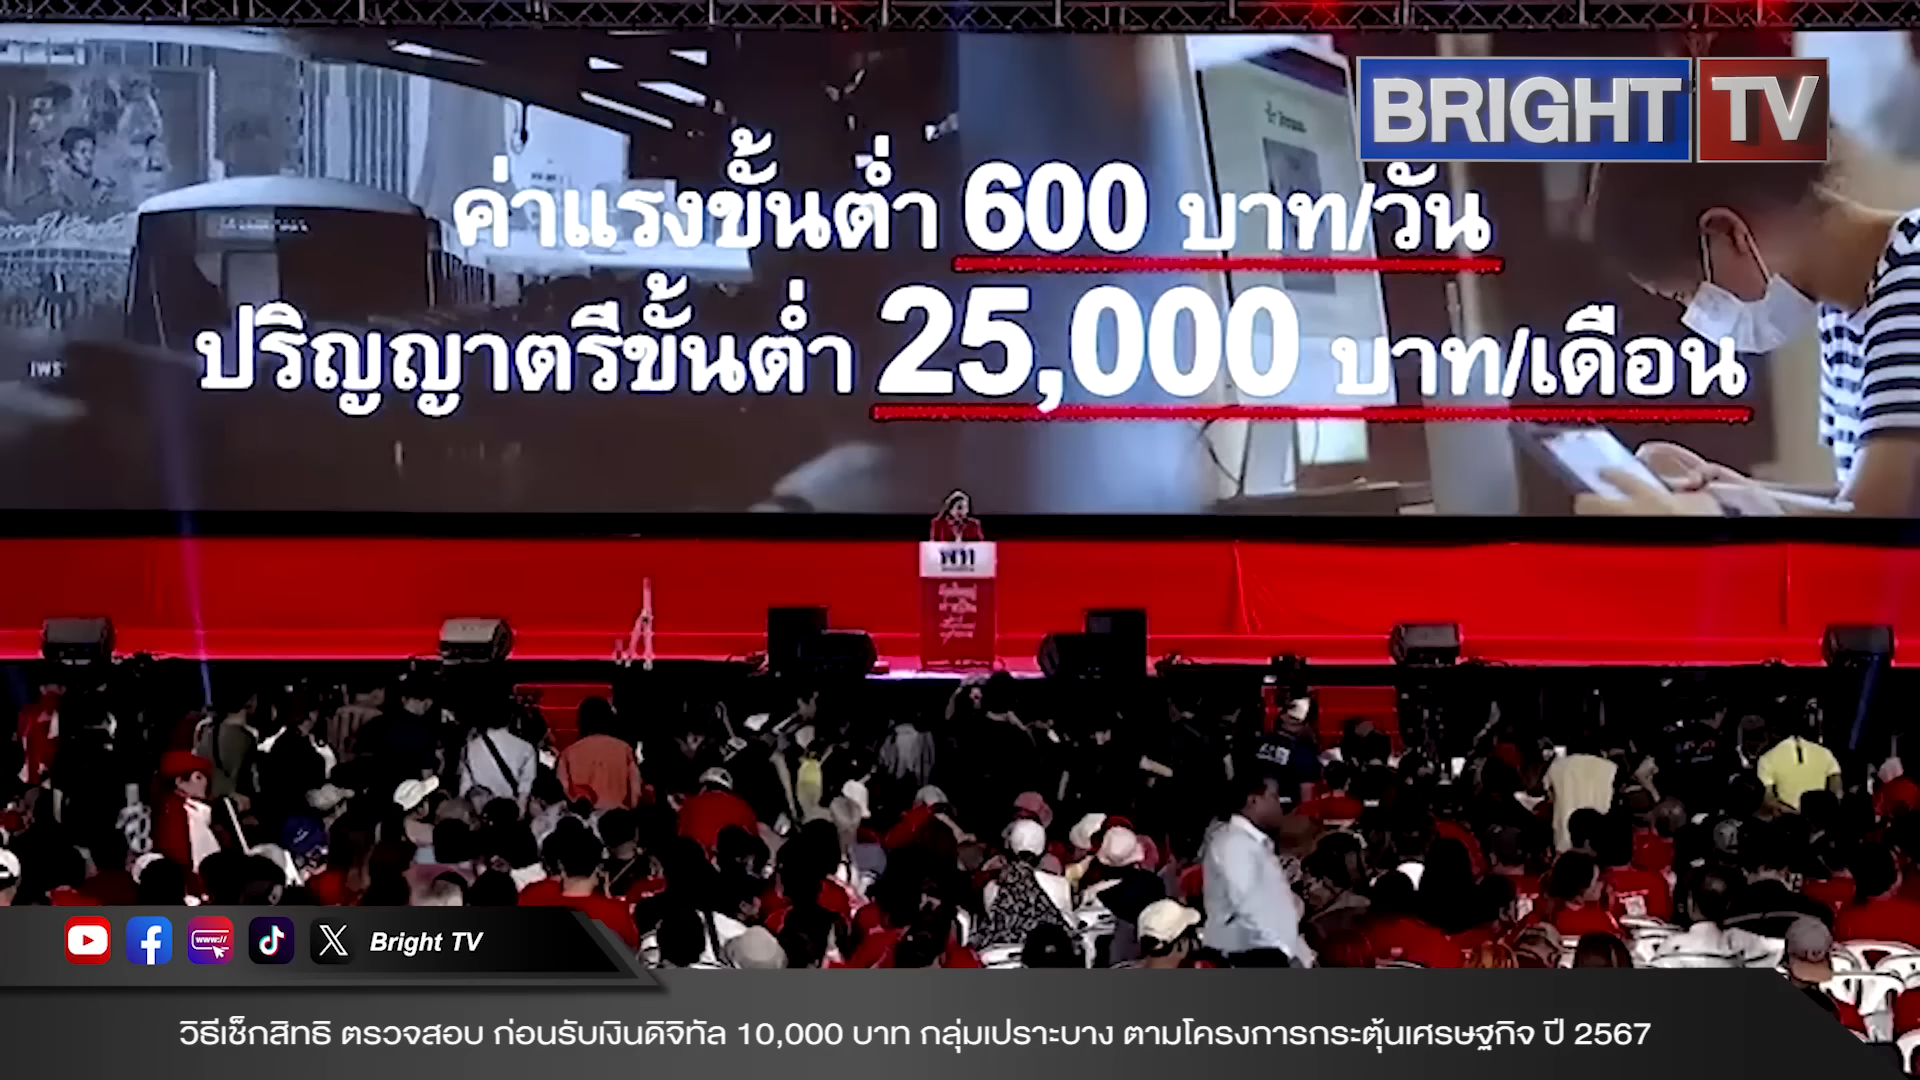 BRIGHT TV
ค่าแรงขั้นต่ำ 600 บาท/วัน
ปริญญาตรีขั้นต่ำ 25,000 บาท/เดือน
พท
www://
Bright TV
วิธีเช็กสิทธิ ตรวจสอบ ก่อนรับเงินดิจิทัล 10,000 บาท กลุ่มเปราะบาง ตามโครงการกระตุ้นเศรษฐกิจ ปี 2567